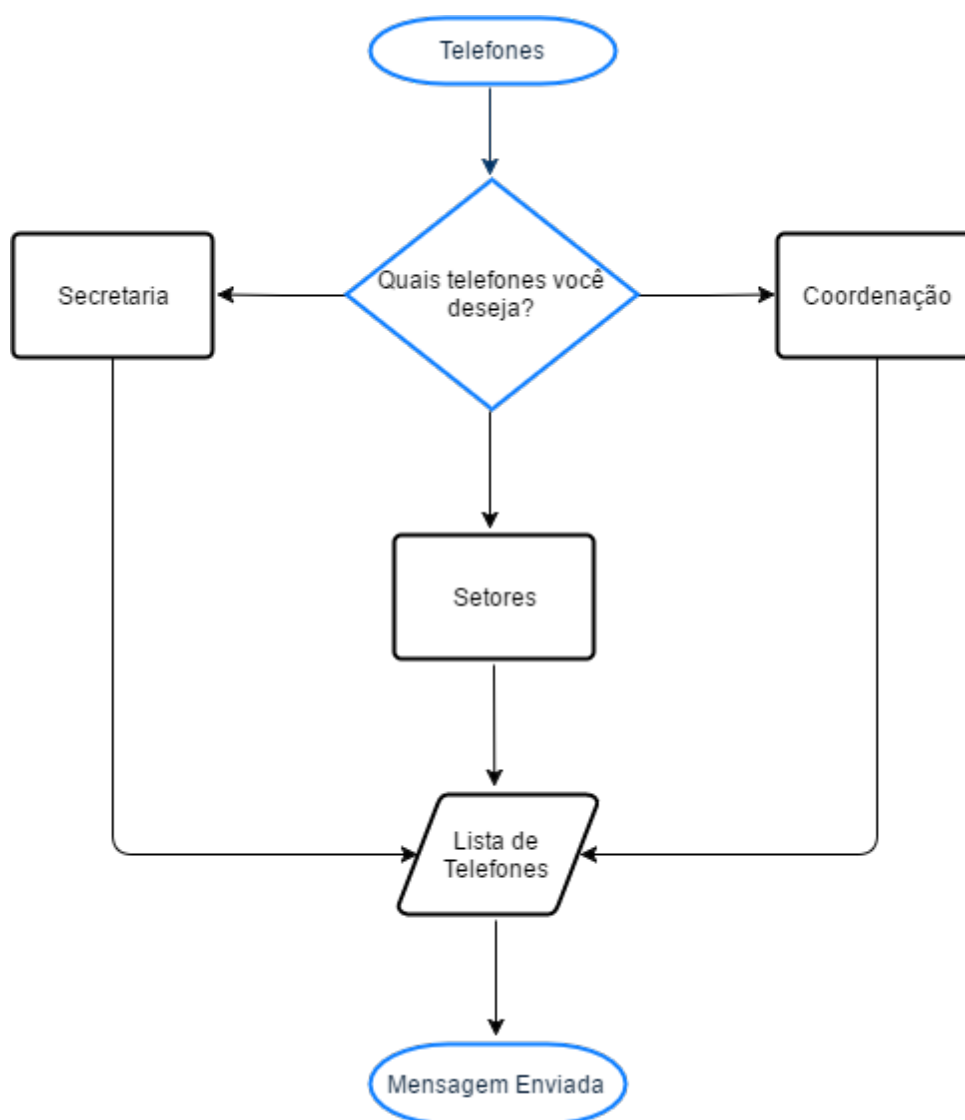 Telefones
Quais telefones você
deseja?
Secretaria
Coordenação
Setores
Lista de
Telefones
Mensagem Enviada